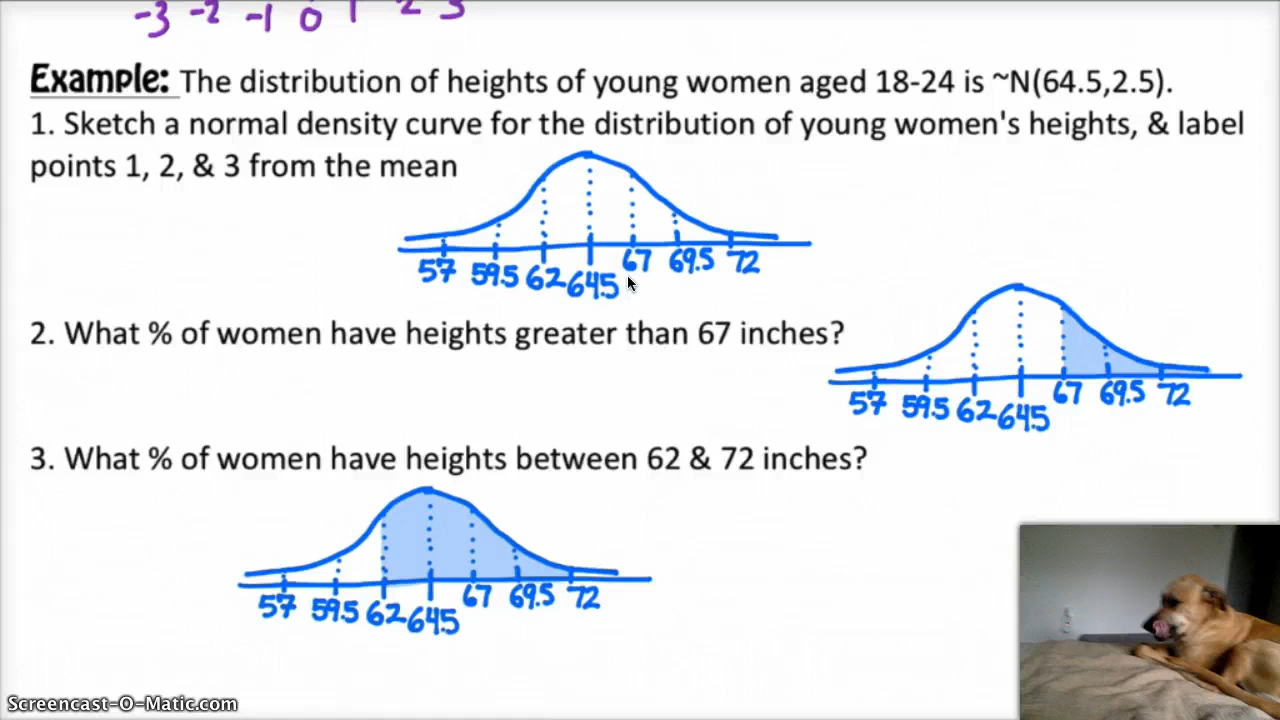 -3 -2 -1 0 1 2 3
Example: The distribution of heights of young women aged 18-24 is ~N(64.5,2.5).
1. Sketch a normal density curve for the distribution of young women's heights, & label
points 1, 2, & 3 from the mean
57 59.5 62 64.5 67 69.5 72
2. What % of women have heights greater than 67 inches?
57 59.5 62 64.5 67 69.5 72
3. What % of women have heights between 62 & 72 inches?
57 59.5 62 64.5 67 69.5 72
Screencast-O-Matic.com